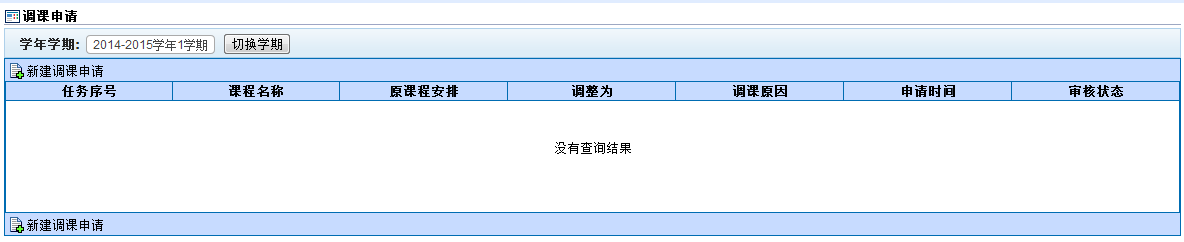 调课申请
学年学期: 2014-2015学年1学期 切换学期
新建调课申请
任务序号 课程名称 原课程安排 调整为 调课原因 申请时间 审核状态
没有查询结果
新建调课申请